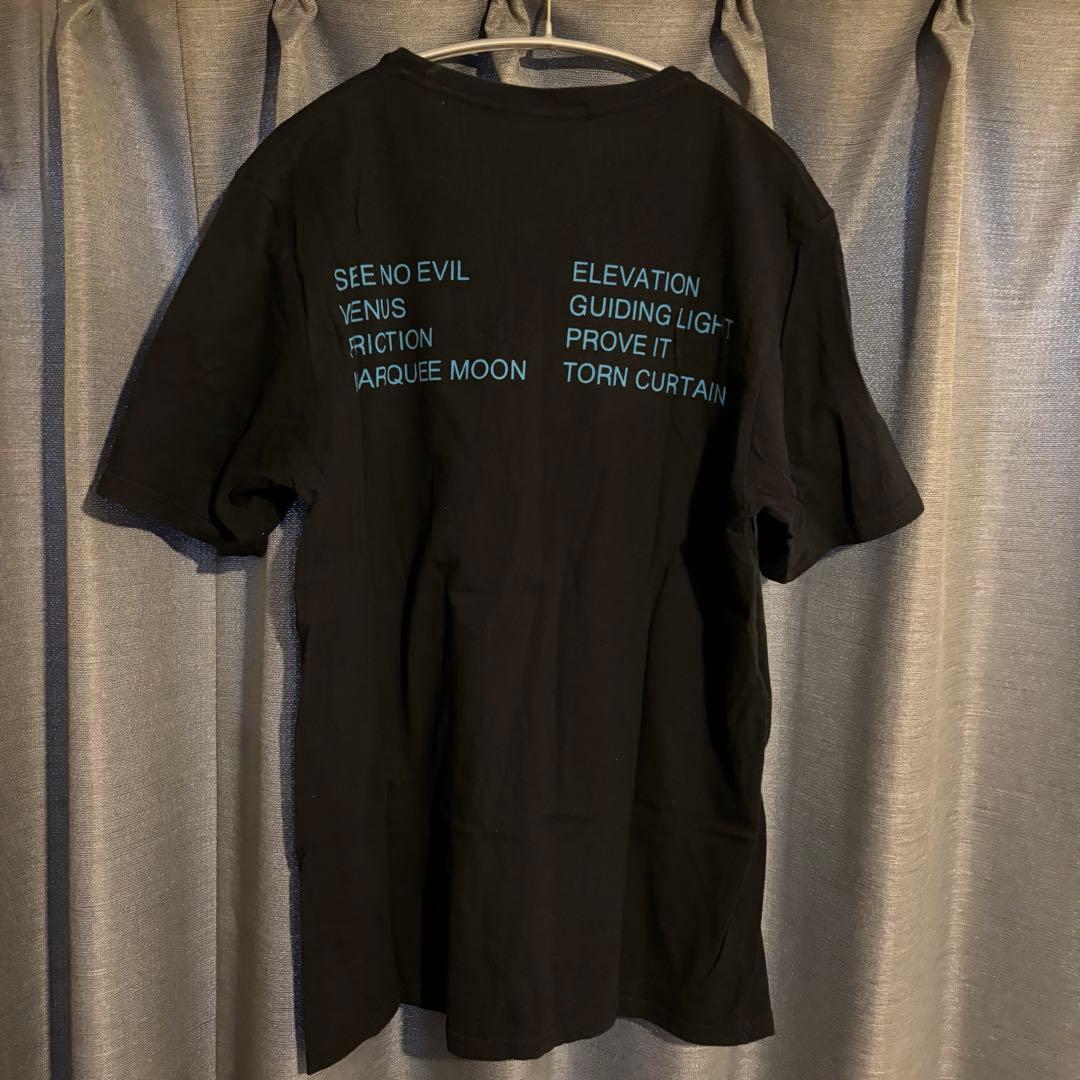 SEE NO EVIL
VENUS
FRICTION
MARQUEE MOON
ELEVATION
GUIDING LIGHT
PROVE IT
TORN CURTAIN